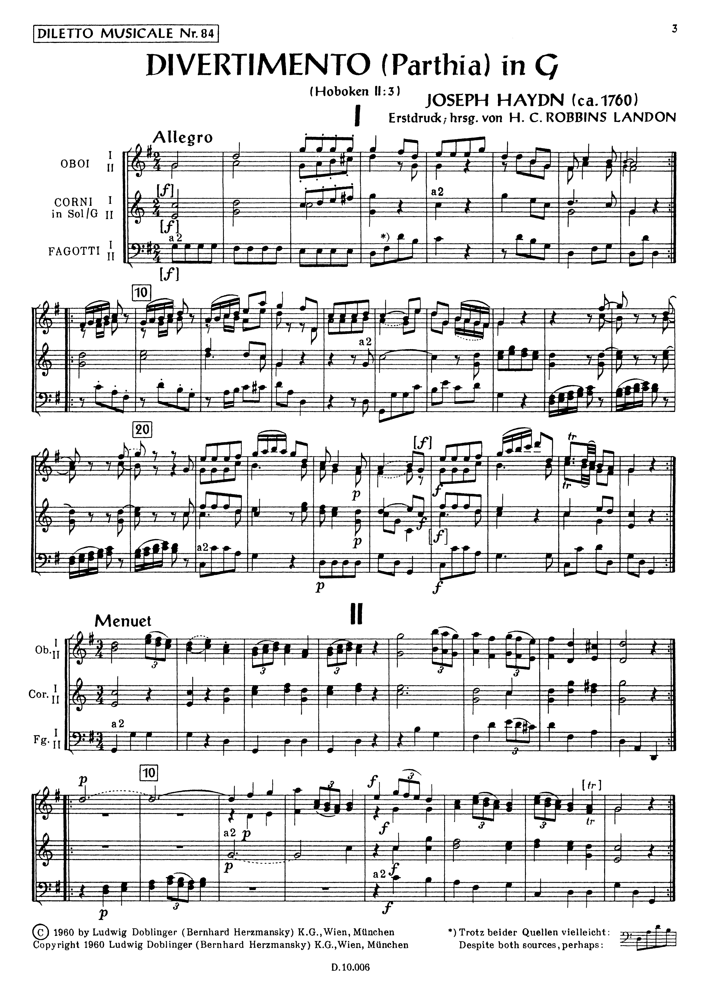 DILETTO MUSICALE Nr. 84
3
DIVERTIMENTO (Parthia) in G
(Hoboken II:3)
JOSEPH HAYDN (ca. 1760)
I
Erstdruck; hrsg. von H. C. ROBBINS LANDON
Allegro
OBOI I II
[f]
CORNI in Sol/G I II
a2
[f]
a2
*)
FAGOTTI I II
[f]
10
a2
20
[f]
tr
p
f
tr
f
p
[f]
a2
p
f
II
Menuet
Ob. I II
3
3
3
3
3
Cor. I II
a2
Fg. I II
3
p
10
f
3
[tr]
3
3
3
tr
f
a2
p
p
f
a2
3
p
f
© 1960 by Ludwig Doblinger (Bernhard Herzmansky) K.G., Wien, München
Copyright 1960 Ludwig Doblinger (Bernhard Herzmansky) K.G., Wien, München
*) Trotz beider Quellen vielleicht:
Despite both sources, perhaps:
D.10.006